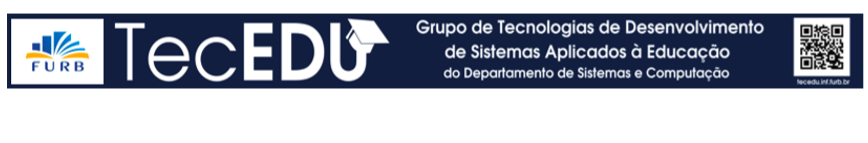 FURB
TecEDU
Grupo de Tecnologias de Desenvolvimento
de Sistemas Aplicados à Educação
do Departamento de Sistemas e Computação
tecedu.inf.furb.br